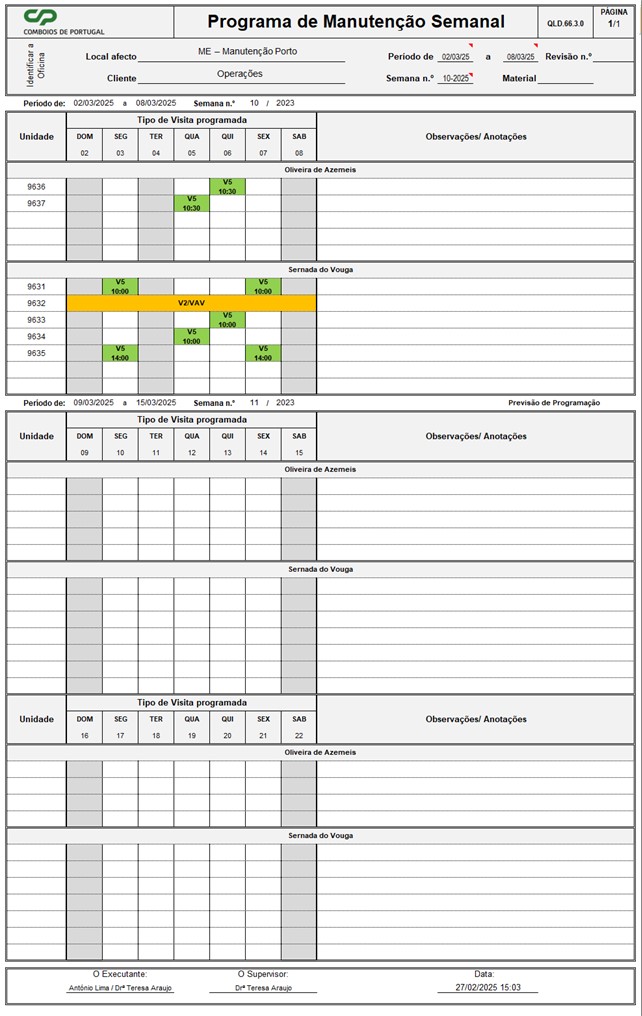 CP
COMBOIOS DE PORTUGAL
Programa de Manutenção Semanal
QLD.66.3.0
PÁGINA
1/1
Identificar a Oficina
Local afecto ME – Manutenção Porto
Cliente Operações
Periodo de 02/03/25 a 08/03/25 Revisão n.º
Semana n.º 10-2025 Material
Periodo de: 02/03/2025 a 08/03/2025 Semana n.º 10 / 2023
Unidade
Tipo de Visita programada
Observações/ Anotações
DOM SEG TER QUA QUI SEX SAB
02 03 04 05 06 07 08
Oliveira de Azemeis
9636 V5 10:30
9637 V5 10:30
Sernada do Vouga
9631 V5 10:00 V5 10:00
9632 V2/VAV
9633 V5 10:00
9634 V5 10:00
9635 V5 14:00 V5 14:00
Periodo de: 09/03/2025 a 15/03/2025 Semana n.º 11 / 2023 Previsão de Programação
Unidade
Tipo de Visita programada
Observações/ Anotações
DOM SEG TER QUA QUI SEX SAB
09 10 11 12 13 14 15
Oliveira de Azemeis
Sernada do Vouga
Unidade
Tipo de Visita programada
Observações/ Anotações
DOM SEG TER QUA QUI SEX SAB
16 17 18 19 20 21 22
Oliveira de Azemeis
Sernada do Vouga
O Executante: O Supervisor: Data:
António Lima / Drª Teresa Araujo Drª Teresa Araujo 27/02/2025 15:03